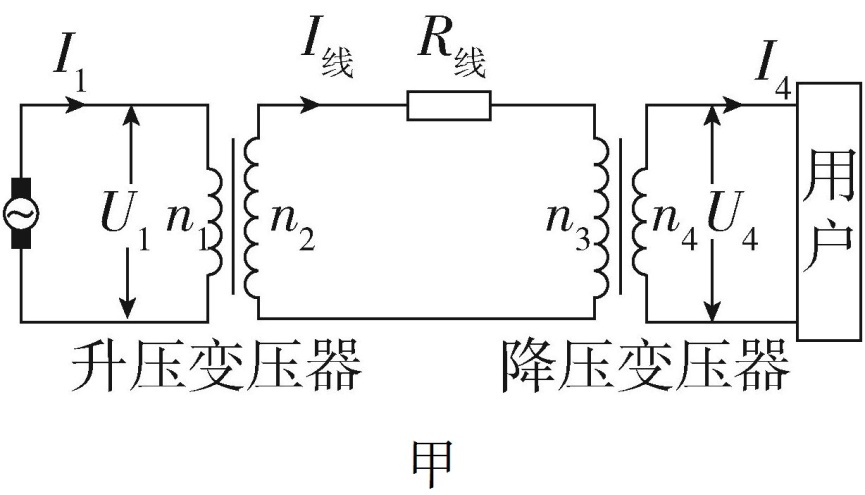 I₁ I线 R线 I₄
U₁ n₁ n₂ n₃ n₄ U₄ 用户
升压变压器 降压变压器
甲